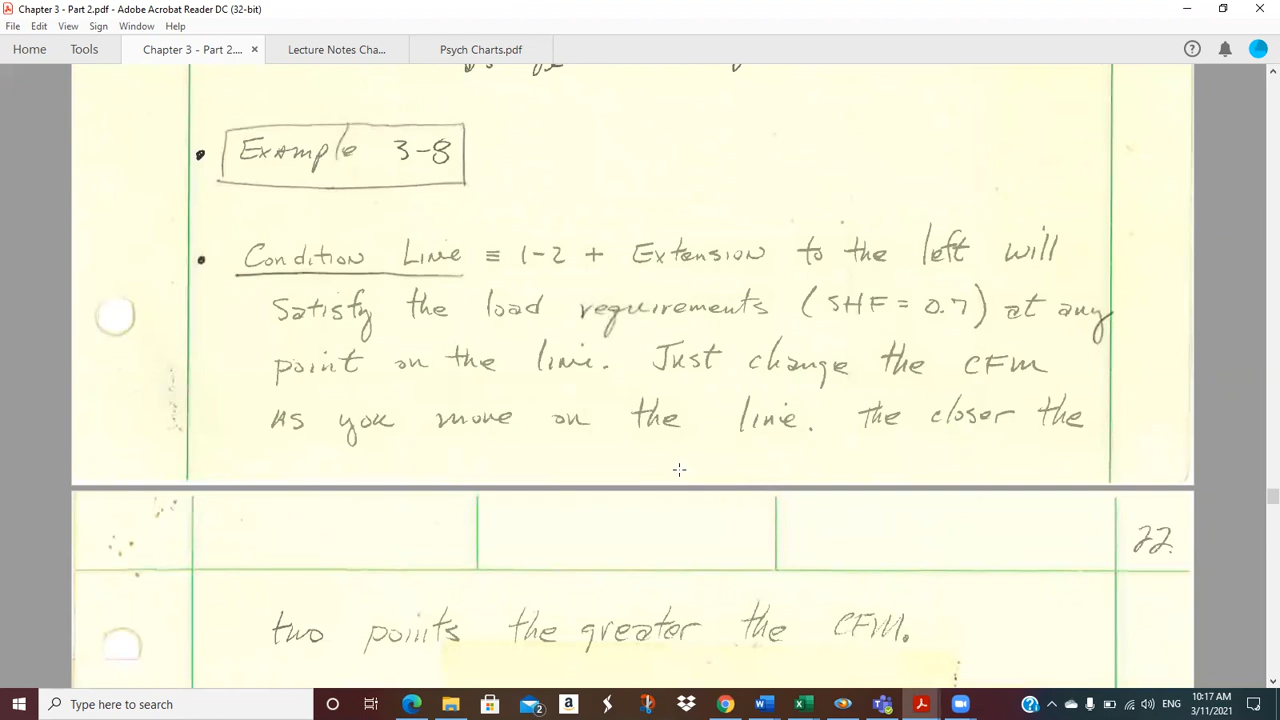 Chapter 3 - Part 2.pdf - Adobe Acrobat Reader DC (32-bit)
File Edit View Sign Window Help
Home Tools Chapter 3 - Part 2.... × Lecture Notes Cha... Psych Charts.pdf
• Example 3-8
• Condition Line ≡ 1-2 + Extension to the left will
satisfy the load requirements (SHF = 0.7) at any
point on the line. Just change the CFM
As you move on the line. The closer the
22.
two points the greater the CFM.
Type here to search
2
10:17 AM
3/11/2021